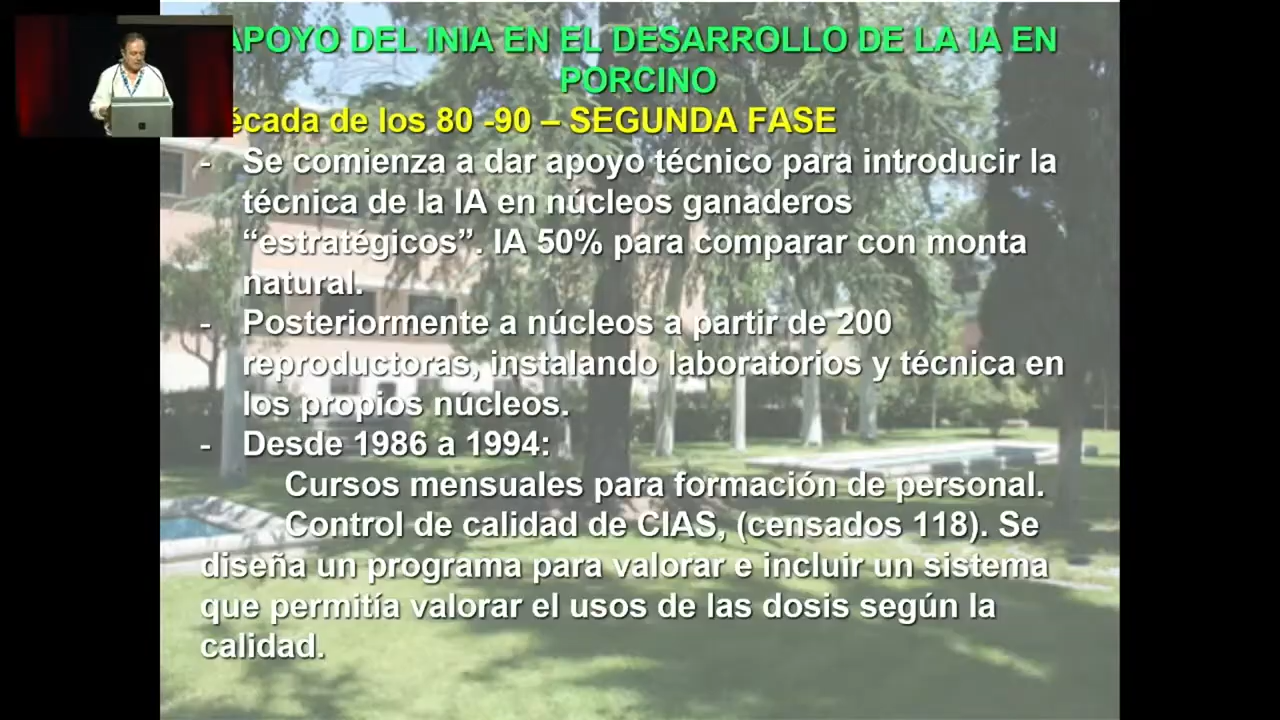 APOYO DEL INIA EN EL DESARROLLO DE LA IA EN
PORCINO
écada de los 80 -90 – SEGUNDA FASE
- Se comienza a dar apoyo técnico para introducir la
técnica de la IA en núcleos ganaderos
“estratégicos”. IA 50% para comparar con monta
natural.
- Posteriormente a núcleos a partir de 200
reproductoras, instalando laboratorios y técnica en
los propios núcleos.
- Desde 1986 a 1994:
Cursos mensuales para formación de personal.
Control de calidad de CIAS, (censados 118). Se
diseña un programa para valorar e incluir un sistema
que permitía valorar el usos de las dosis según la
calidad.